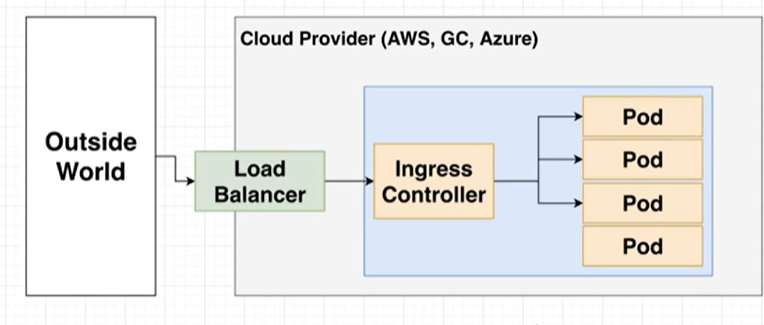 Cloud Provider (AWS, GC, Azure)
Outside
World
Load
Balancer
Ingress
Controller
Pod
Pod
Pod
Pod